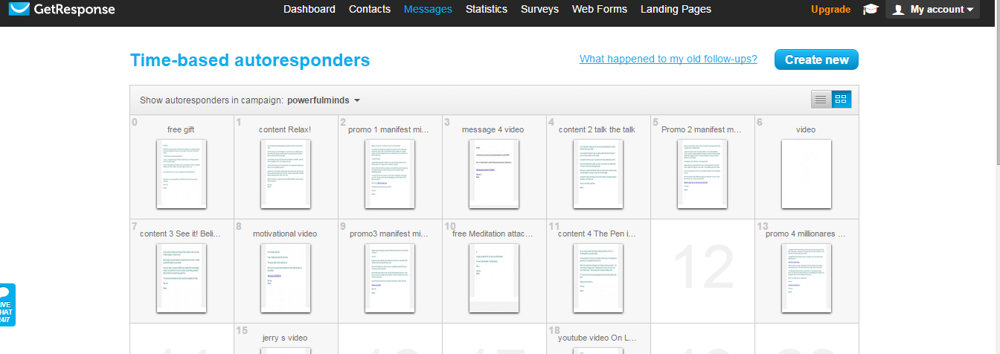 GetResponse Dashboard Contacts Messages Statistics Surveys Web Forms Landing Pages Upgrade My account
Time-based autoresponders What happened to my old follow-ups? Create new
Show autoresponders in campaign: powerfulminds
0 1 2 3 4 5 6
free gift content Relax! promo 1 manifest mi... message 4 video content 2 talk the talk Promo 2 manifest m... video
7 8 9 10 11 13
content 3 See it! Beli... motivational video promo3 manifest mi... free Meditation attac... content 4 The Pen i... promo 4 millionares ...
12
LIVE
CHAT
24/7
15 18
jerry s video youtube video On L...